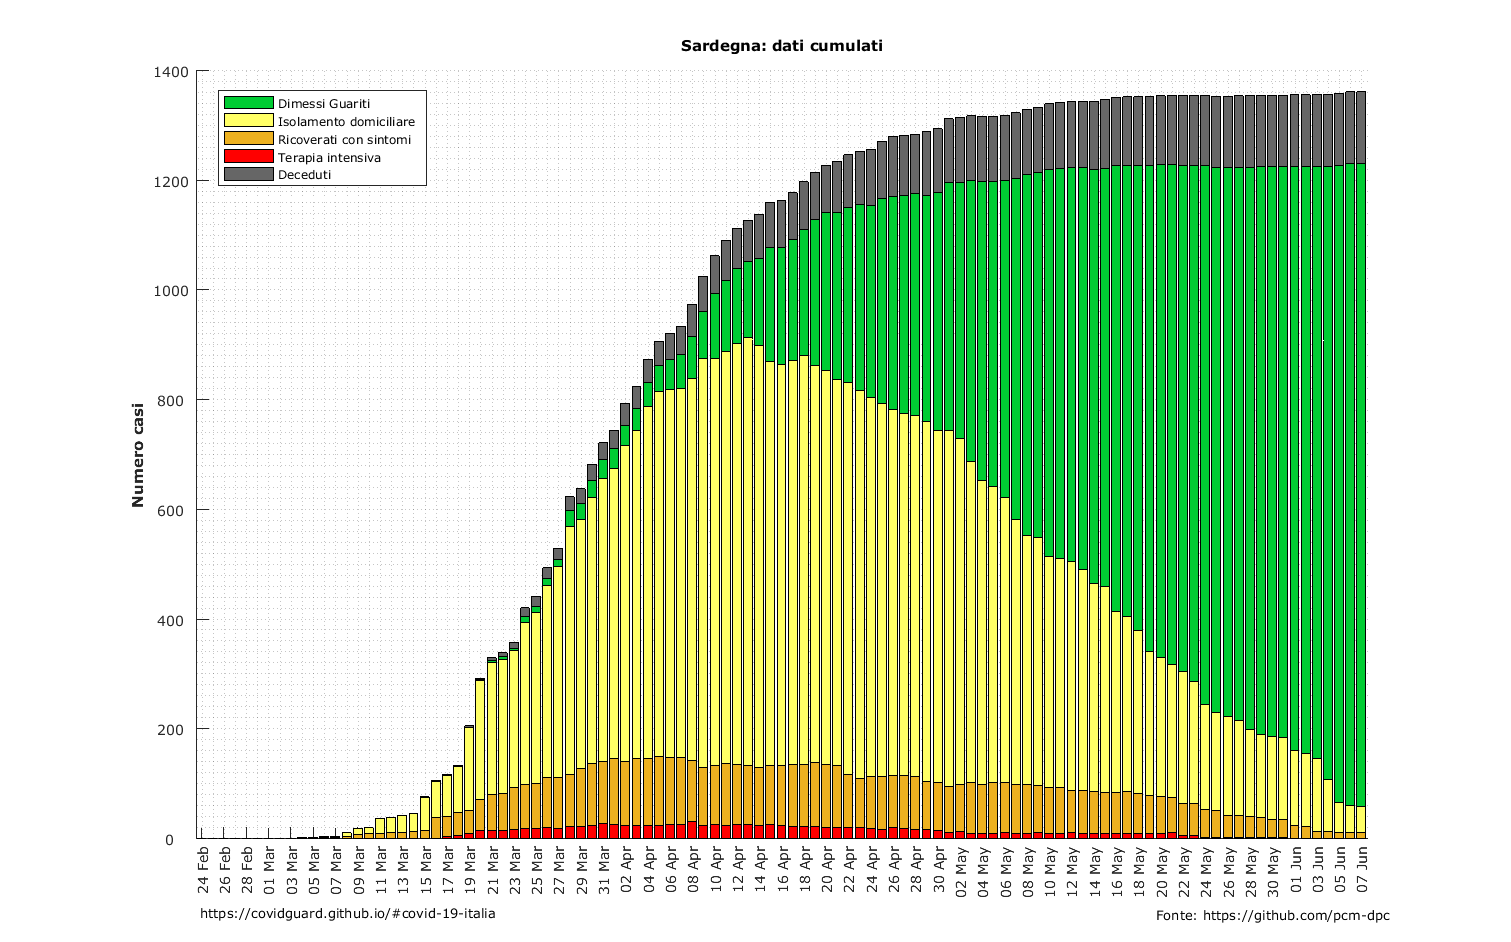 Sardegna: dati cumulati
1400
1200
1000
800
600
400
200
0
Numero casi
Dimessi Guariti
Isolamento domiciliare
Ricoverati con sintomi
Terapia intensiva
Deceduti
24 Feb
26 Feb
28 Feb
01 Mar
03 Mar
05 Mar
07 Mar
09 Mar
11 Mar
13 Mar
15 Mar
17 Mar
19 Mar
21 Mar
23 Mar
25 Mar
27 Mar
29 Mar
31 Mar
02 Apr
04 Apr
06 Apr
08 Apr
10 Apr
12 Apr
14 Apr
16 Apr
18 Apr
20 Apr
22 Apr
24 Apr
26 Apr
28 Apr
30 Apr
02 May
04 May
06 May
08 May
10 May
12 May
14 May
16 May
18 May
20 May
22 May
24 May
26 May
28 May
30 May
01 Jun
03 Jun
05 Jun
07 Jun
https://covidguard.github.io/#covid-19-italia
Fonte: https://github.com/pcm-dpc